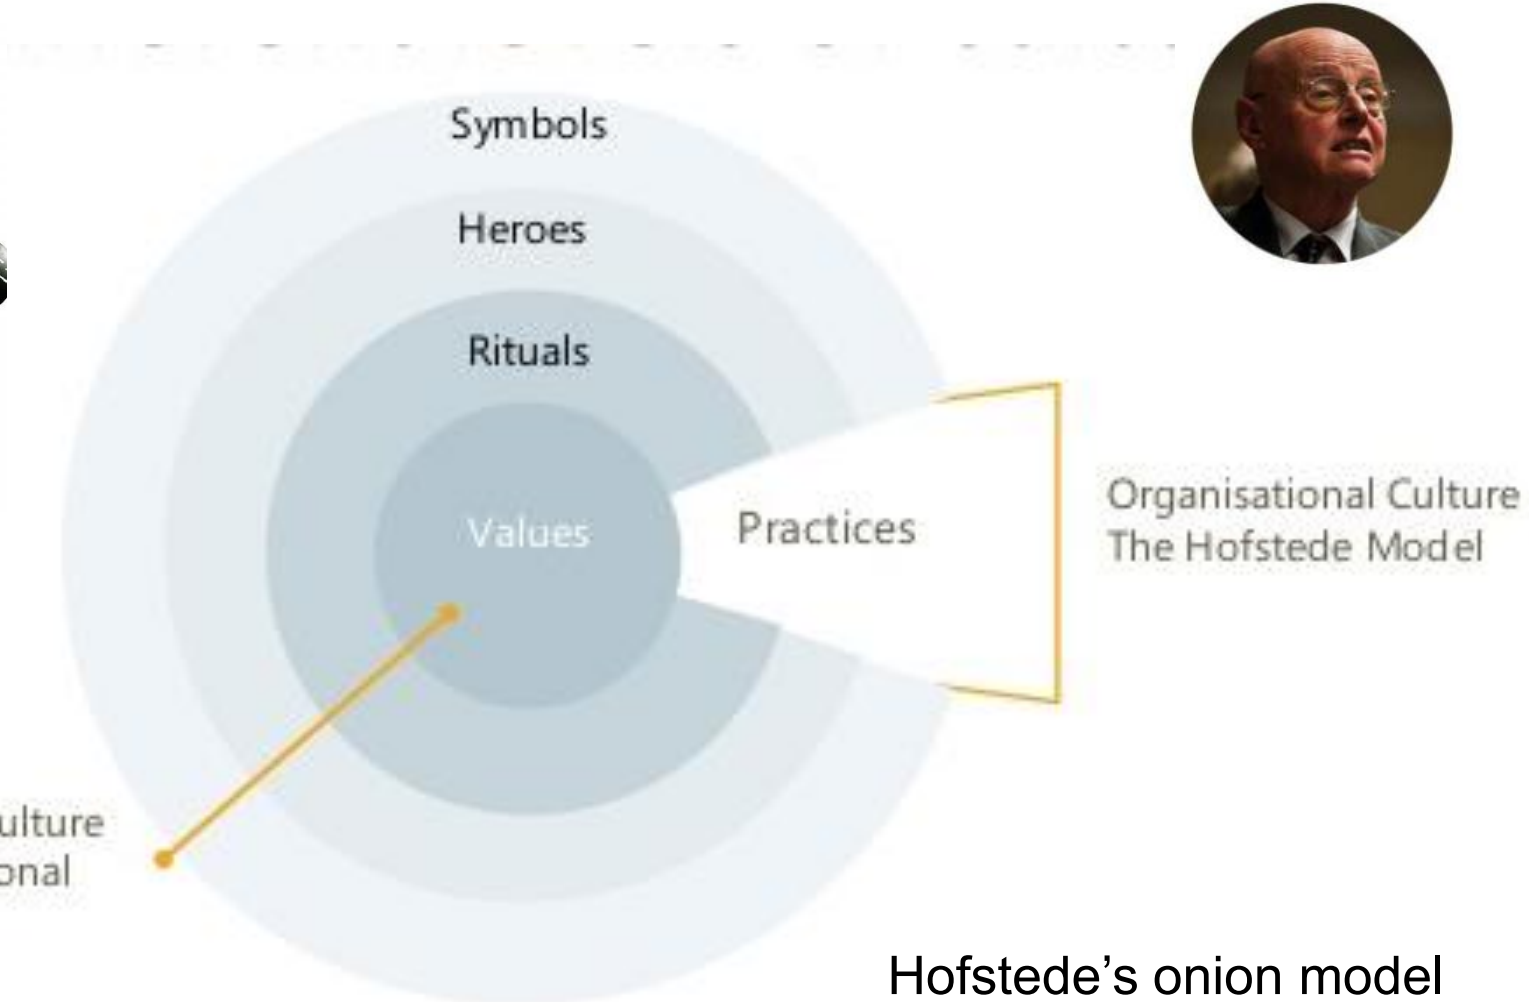 Symbols
Heroes
Rituals
Values
Practices
Organisational Culture
The Hofstede Model
ulture
onal
Hofstede’s onion model